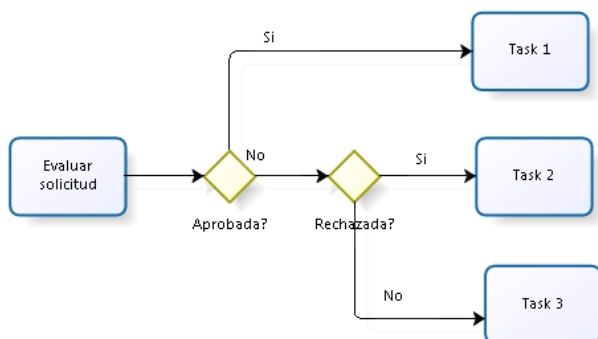 Si
Task 1
Evaluar
solicitud
No
Aprobada?
Si
Task 2
Rechazada?
No
Task 3